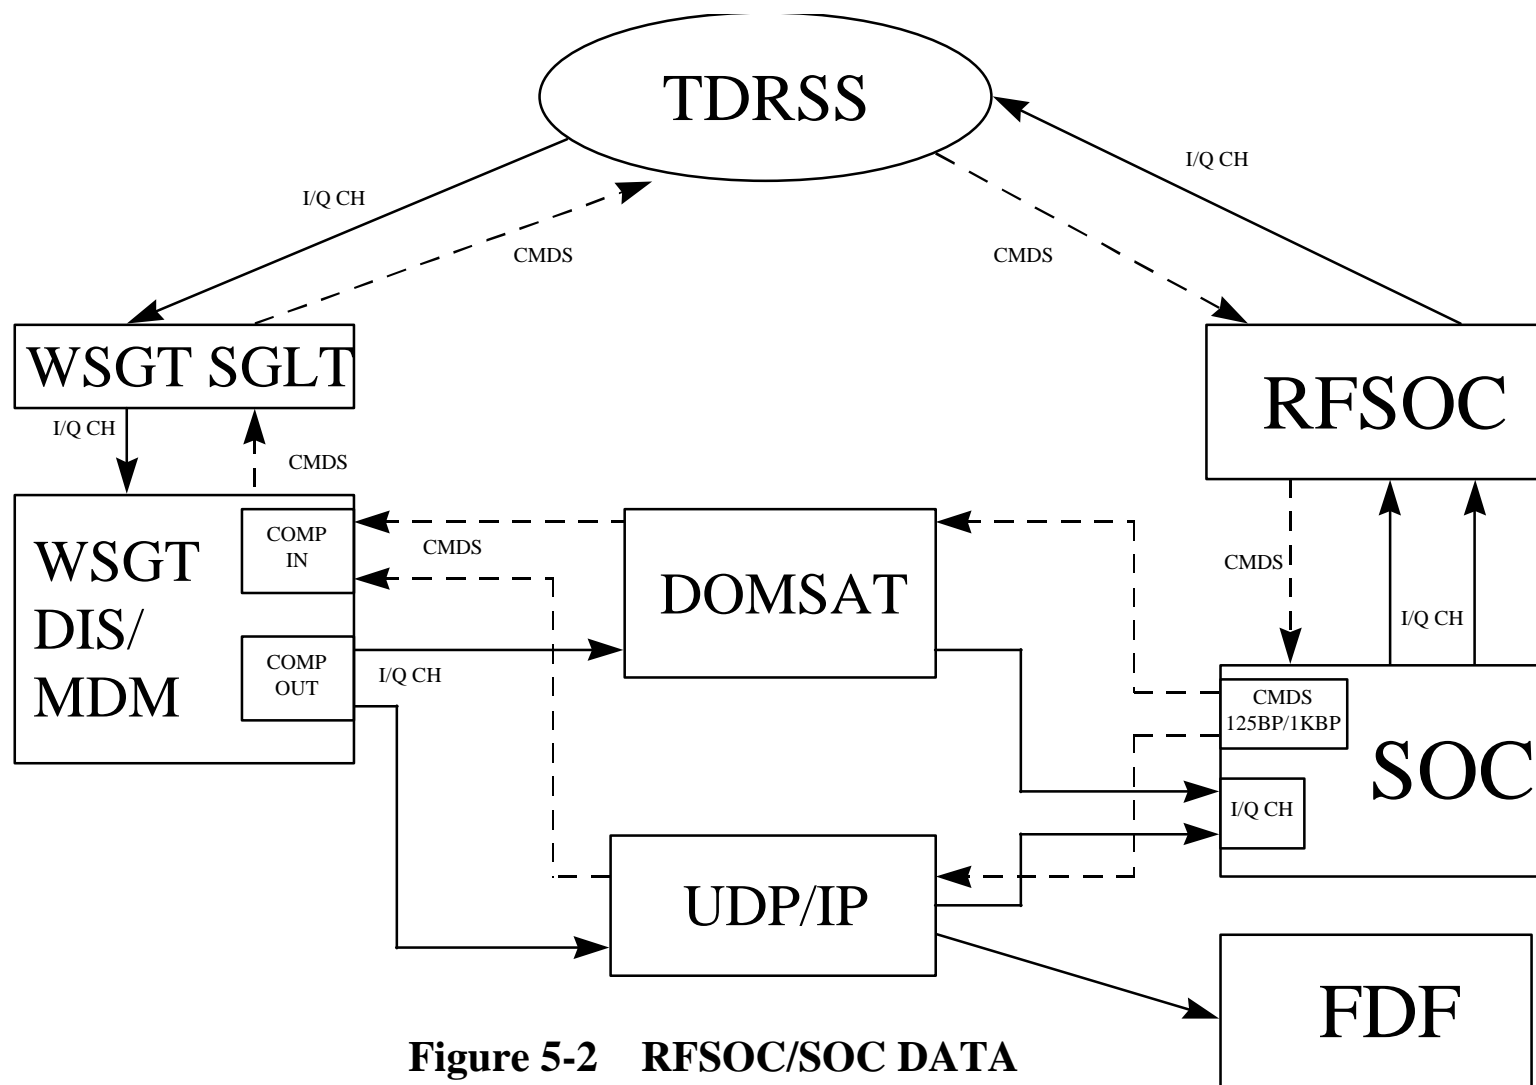 TDRSS
I/Q CH
I/Q CH
CMDS
CMDS
WSGT SGLT
RFSOC
I/Q CH
CMDS
COMP
IN
WSGT
DIS/
MDM
CMDS
DOMSAT
CMDS
I/Q CH
COMP
OUT
I/Q CH
CMDS
125BP/1KBP
SOC
I/Q CH
UDP/IP
FDF
Figure 5-2 RFSOC/SOC DATA